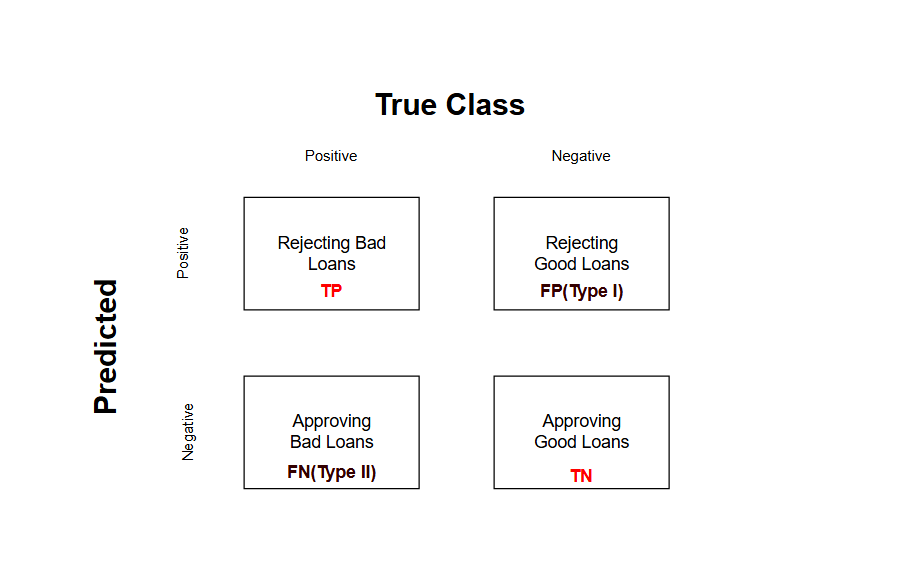 True Class
Positive
Negative
Predicted
Positive
Rejecting Bad
Loans
TP
Rejecting
Good Loans
FP(Type I)
Negative
Approving
Bad Loans
FN(Type II)
Approving
Good Loans
TN